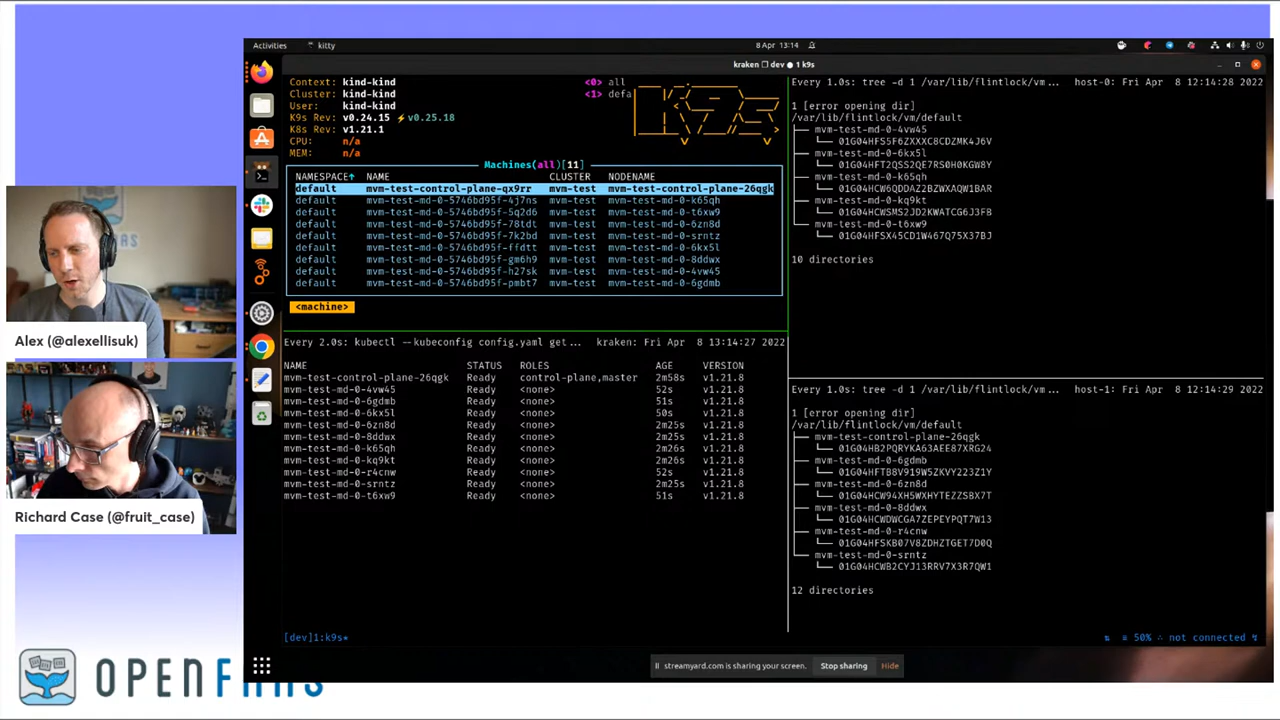 Activities
kitty
8 Apr 13:14
kraken ❐ dev ● 1 k9s
Context: kind-kind
Cluster: kind-kind
User: kind-kind
K9s Rev: v0.24.15 ⚡v0.25.18
K8s Rev: v1.21.1
CPU: n/a
MEM: n/a
<0> all
<1> defa
Machines(all)[11]
NAMESPACE↑ NAME CLUSTER NODENAME
default mvm-test-control-plane-qx9rr mvm-test mvm-test-control-plane-26qgk
default mvm-test-md-0-5746bd95f-4j7ns mvm-test mvm-test-md-0-k65qh
default mvm-test-md-0-5746bd95f-5q2d6 mvm-test mvm-test-md-0-t6xw9
default mvm-test-md-0-5746bd95f-78tdt mvm-test mvm-test-md-0-6zn8d
default mvm-test-md-0-5746bd95f-7k2bd mvm-test mvm-test-md-0-srntz
default mvm-test-md-0-5746bd95f-ffdtt mvm-test mvm-test-md-0-6kx5l
default mvm-test-md-0-5746bd95f-gm6h9 mvm-test mvm-test-md-0-8ddwx
default mvm-test-md-0-5746bd95f-h27sk mvm-test mvm-test-md-0-4vw45
default mvm-test-md-0-5746bd95f-pmbt7 mvm-test mvm-test-md-0-6gdmb
<machine>
Every 2.0s: kubectl --kubeconfig config.yaml get... kraken: Fri Apr 8 13:14:27 2022
NAME STATUS ROLES AGE VERSION
mvm-test-control-plane-26qgk Ready control-plane,master 2m58s v1.21.8
mvm-test-md-0-4vw45 Ready <none> 52s v1.21.8
mvm-test-md-0-6gdmb Ready <none> 51s v1.21.8
mvm-test-md-0-6kx5l Ready <none> 50s v1.21.8
mvm-test-md-0-6zn8d Ready <none> 2m25s v1.21.8
mvm-test-md-0-8ddwx Ready <none> 2m25s v1.21.8
mvm-test-md-0-k65qh Ready <none> 2m26s v1.21.8
mvm-test-md-0-kq9kt Ready <none> 2m26s v1.21.8
mvm-test-md-0-r4cnw Ready <none> 52s v1.21.8
mvm-test-md-0-srntz Ready <none> 2m25s v1.21.8
mvm-test-md-0-t6xw9 Ready <none> 51s v1.21.8
[dev]1:k9s*
Every 1.0s: tree -d 1 /var/lib/flintlock/vm... host-0: Fri Apr 8 12:14:28 2022
1 [error opening dir]
/var/lib/flintlock/vm/default
├── mvm-test-md-0-4vw45
│ └── 01G04HFS5F6ZXXXC8CDZMK4J6V
├── mvm-test-md-0-6kx5l
│ └── 01G04HFT2QSS2QE7RS0H0KGW8Y
├── mvm-test-md-0-k65qh
│ └── 01G04HCW6QDDAZ2BZWXAQW1BAR
├── mvm-test-md-0-kq9kt
│ └── 01G04HCWSMS2JD2KWATCG6J3FB
└── mvm-test-md-0-t6xw9
└── 01G04HFSX45CD1W467Q75X37BJ
10 directories
Every 1.0s: tree -d 1 /var/lib/flintlock/vm... host-1: Fri Apr 8 12:14:29 2022
1 [error opening dir]
/var/lib/flintlock/vm/default
├── mvm-test-control-plane-26qgk
│ └── 01G04HB2PQRYKA63AEE87XRG24
├── mvm-test-md-0-6gdmb
│ └── 01G04HFTB8V919W5ZKVY223Z1Y
├── mvm-test-md-0-6zn8d
│ └── 01G04HCW94XH5WXHYTEZZSBX7T
├── mvm-test-md-0-8ddwx
│ └── 01G04HCWDWCGA7ZEPEYPQT7W13
├── mvm-test-md-0-r4cnw
│ └── 01G04HFSKB07V8ZDHZTGET7D0Q
└── mvm-test-md-0-srntz
└── 01G04HCWB2CYJ13RRV7X3R7QW1
12 directories
50% ∴ not connected
streamyard.com is sharing your screen.
Stop sharing
Hide
Alex (@alexellisuk)
Richard Case (@fruit_case)